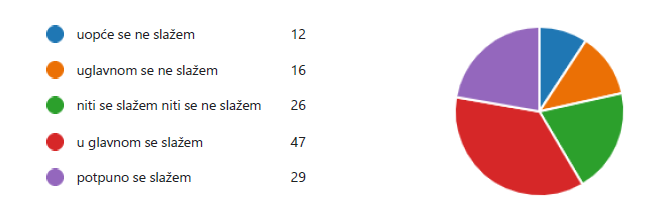 uopće se ne slažem 12
uglavnom se ne slažem 16
niti se slažem niti se ne slažem 26
u glavnom se slažem 47
potpuno se slažem 29